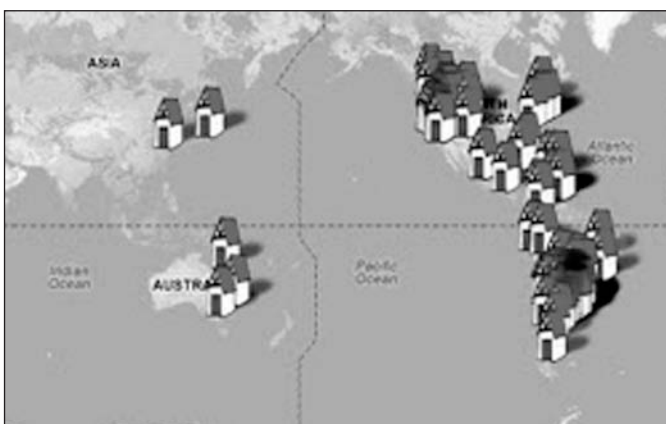 ASIA
Atlantic
Ocean
Indian
Ocean
AUSTRA
Pacific
Ocean